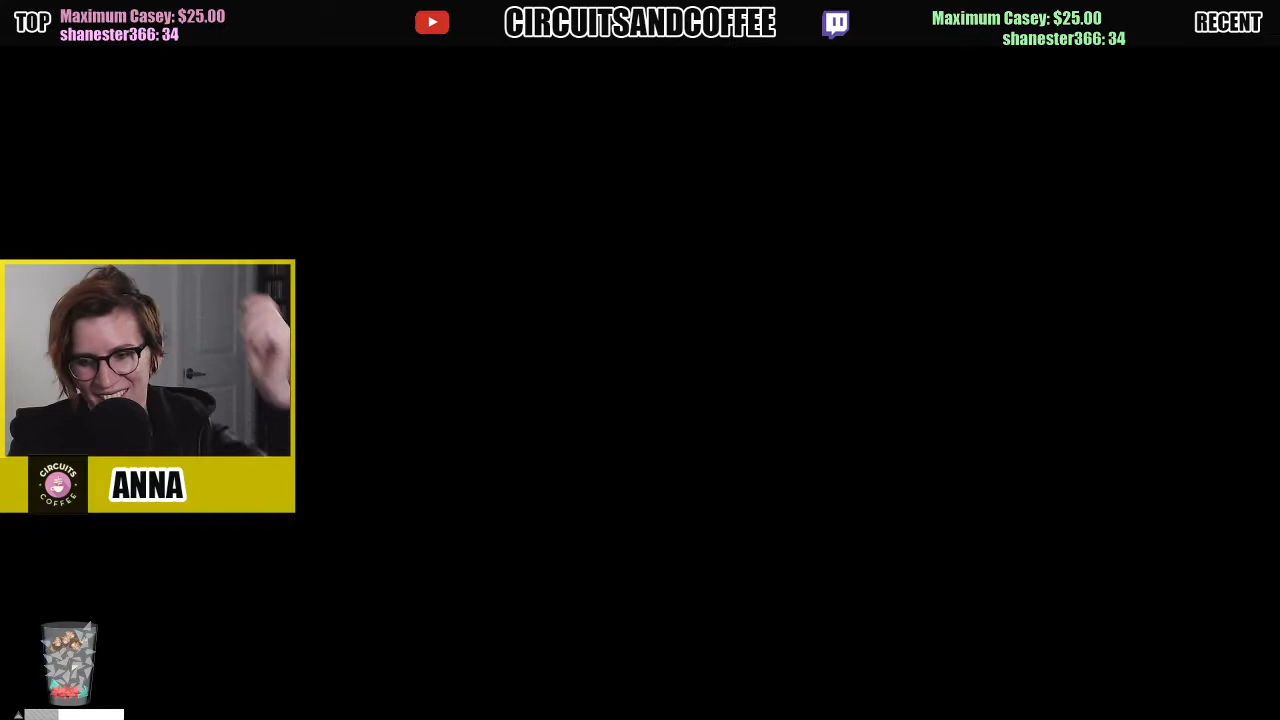 TOP
Maximum Casey: $25.00
shanester366: 34
CIRCUITSANDCOFFEE
Maximum Casey: $25.00
shanester366: 34
RECENT
CIRCUITS
COFFEE
ANNA